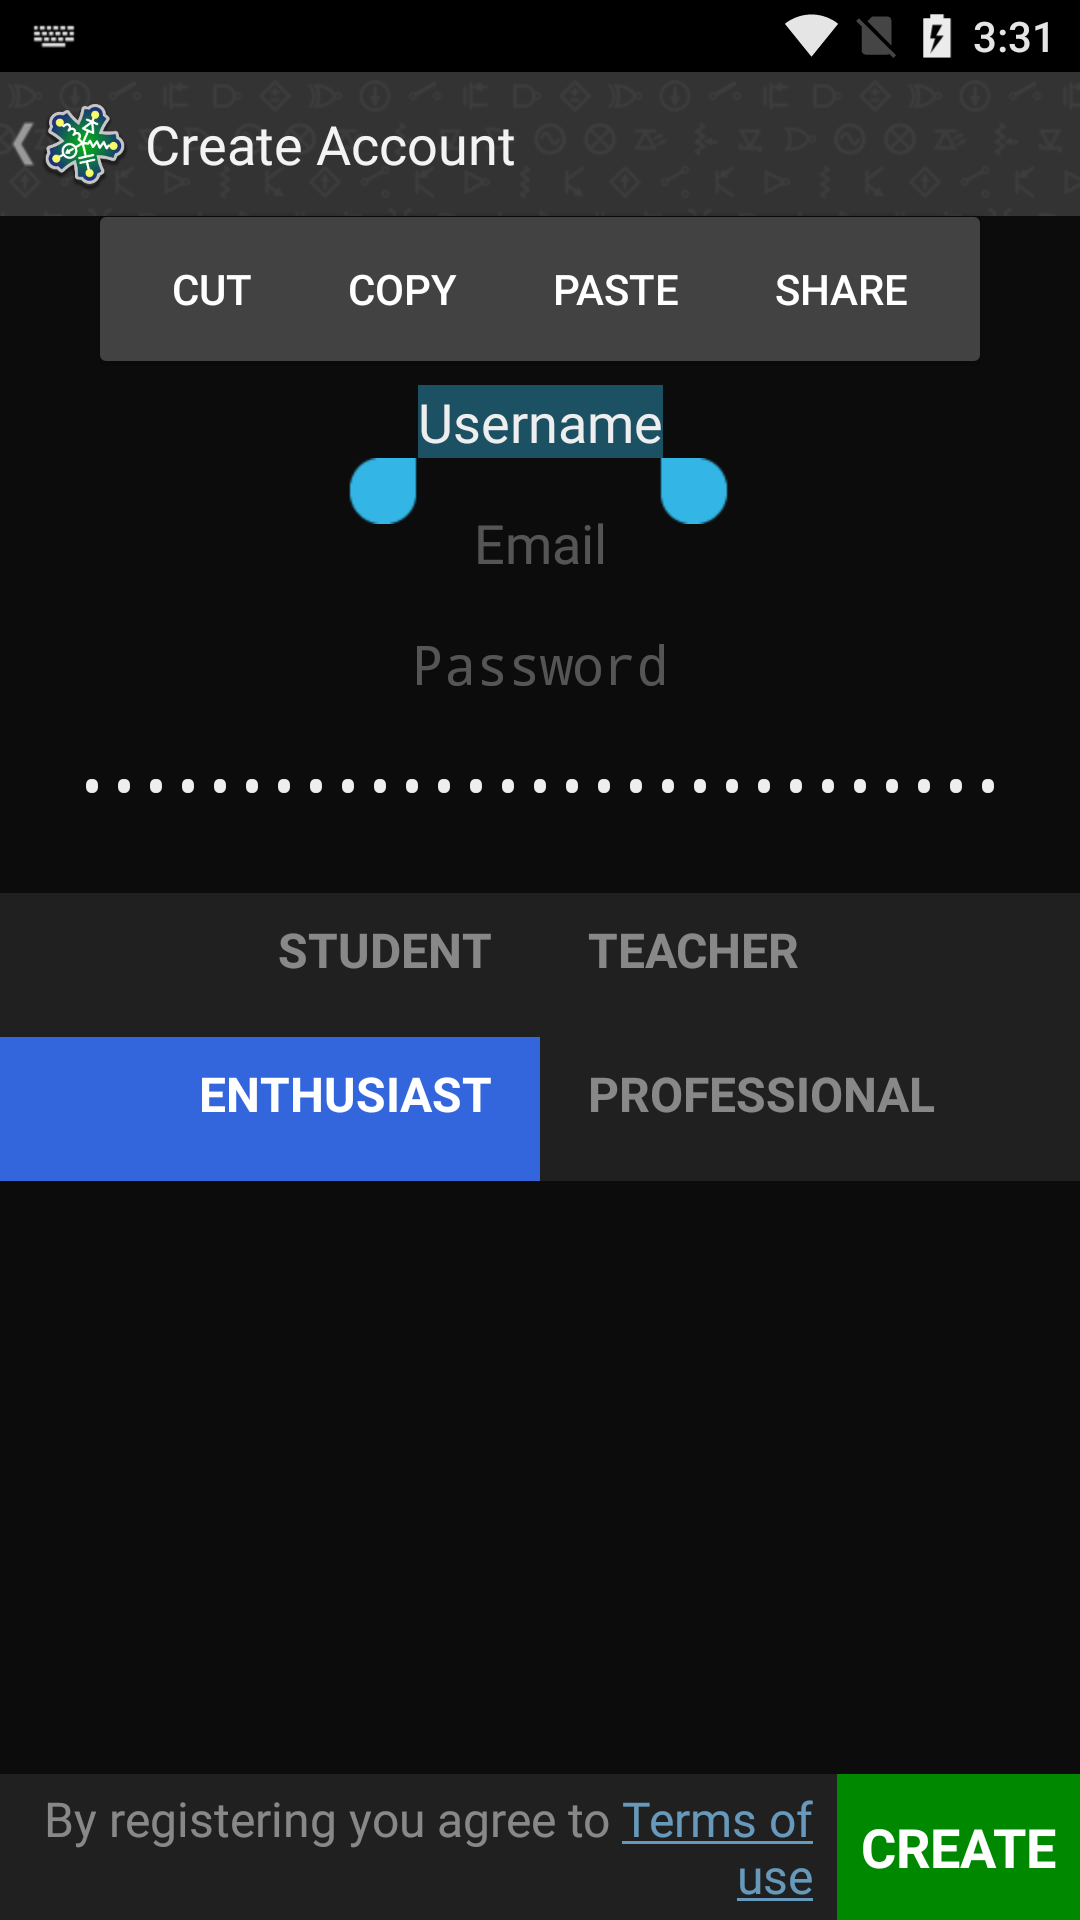 3:31
Create Account
CUT COPY PASTE SHARE
Username
Email
Password
•••••••••••••••••••••••••••••
STUDENT TEACHER
ENTHUSIAST PROFESSIONAL
By registering you agree to Terms of
use
CREATE